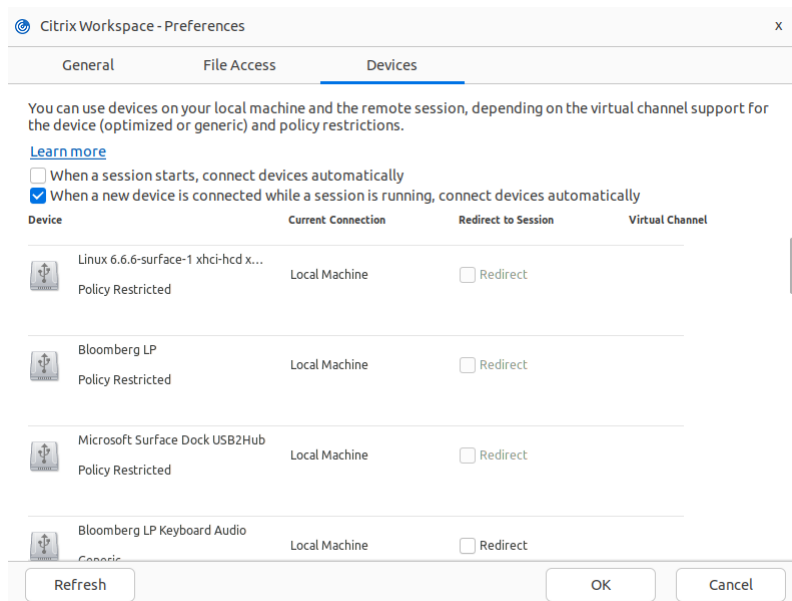 Citrix Workspace - Preferences x
General File Access Devices
You can use devices on your local machine and the remote session, depending on the virtual channel support for
the device (optimized or generic) and policy restrictions.
Learn more
When a session starts, connect devices automatically
When a new device is connected while a session is running, connect devices automatically
Device Current Connection Redirect to Session Virtual Channel
Linux 6.6.6-surface-1 xhci-hcd x...
Local Machine Redirect
Policy Restricted
Bloomberg LP
Local Machine Redirect
Policy Restricted
Microsoft Surface Dock USB2Hub
Local Machine Redirect
Policy Restricted
Bloomberg LP Keyboard Audio
Local Machine Redirect
Generic
Refresh OK Cancel